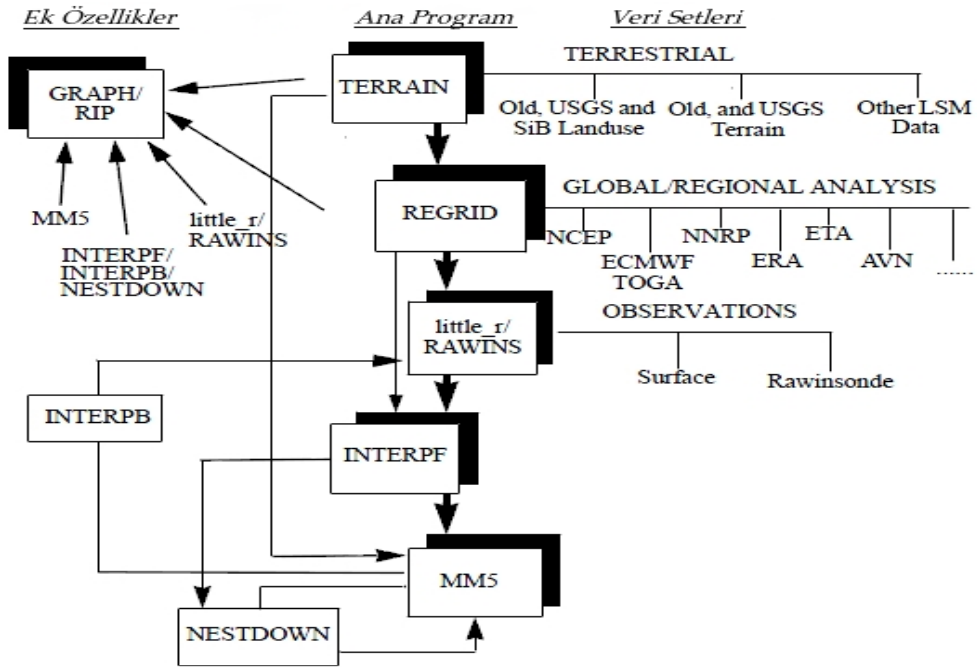 Ek Özellikler
Ana Program
Veri Setleri
GRAPH/
RIP
MM5
INTERPF/
INTERPB/
NESTDOWN
little_r/
RAWINS
TERRAIN
TERRESTRIAL
Old, USGS and
SiB Landuse
Old, and USGS
Terrain
Other LSM
Data
REGRID
GLOBAL/REGIONAL ANALYSIS
NCEP
ECMWF
TOGA
NNRP
ERA
ETA
AVN
........
little_r/
RAWINS
OBSERVATIONS
Surface
Rawinsonde
INTERPB
INTERPF
MM5
NESTDOWN